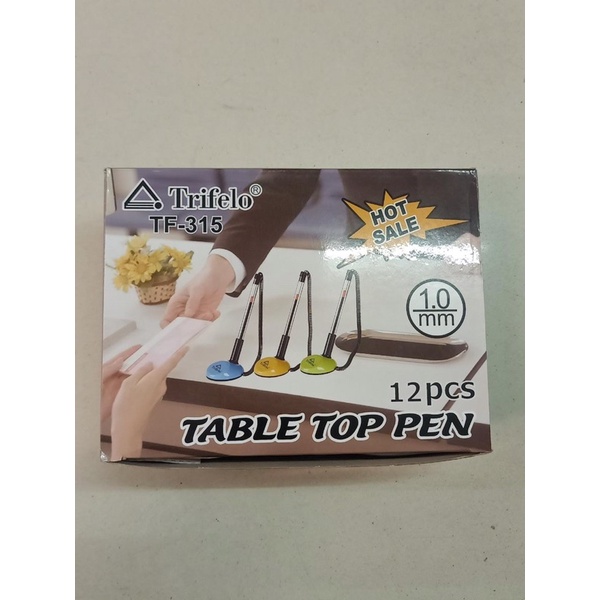 Trifelo®
TF-315
HOT
SALE
1.0
mm
12pcs
TABLE TOP PEN